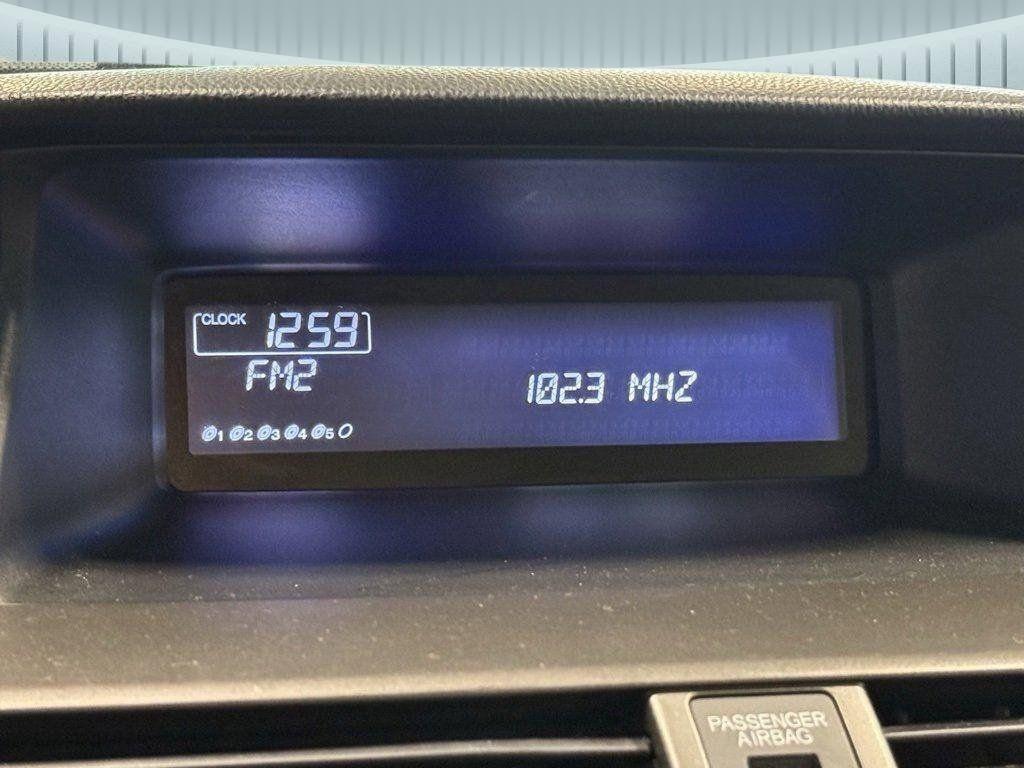 CLOCK 1259
FM2
102.3 MHZ
1 2 3 4 5
PASSENGER
AIRBAG